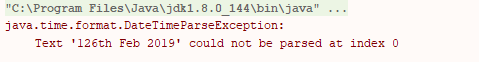 "C:\Program Files\Java\jdk1.8.0_144\bin\java" ...
java.time.format.DateTimeParseException:
Text '126th Feb 2019' could not be parsed at index 0